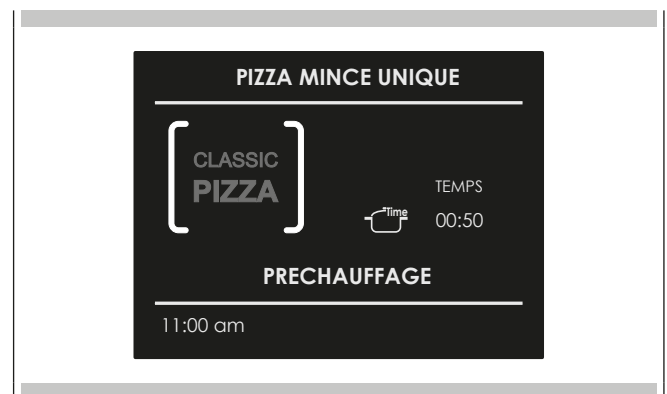 PIZZA MINCE UNIQUE
CLASSIC
PIZZA
TEMPS
Time
00:50
PRECHAUFFAGE
11:00 am